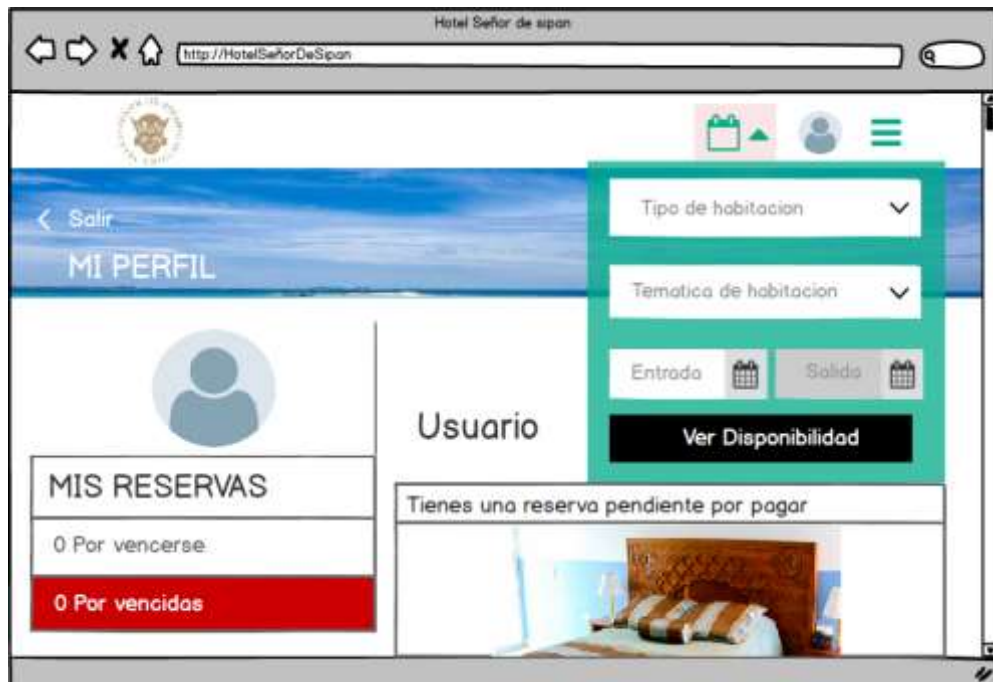 Hotel Señor de sipan
http://HotelSeñorDeSipan
Salir
MI PERFIL
Tipo de habitacion
Tematica de habitacion
Entrada
Salida
Ver Disponibilidad
Usuario
MIS RESERVAS
0 Por vencerse
0 Por vencidas
Tienes una reserva pendiente por pagar